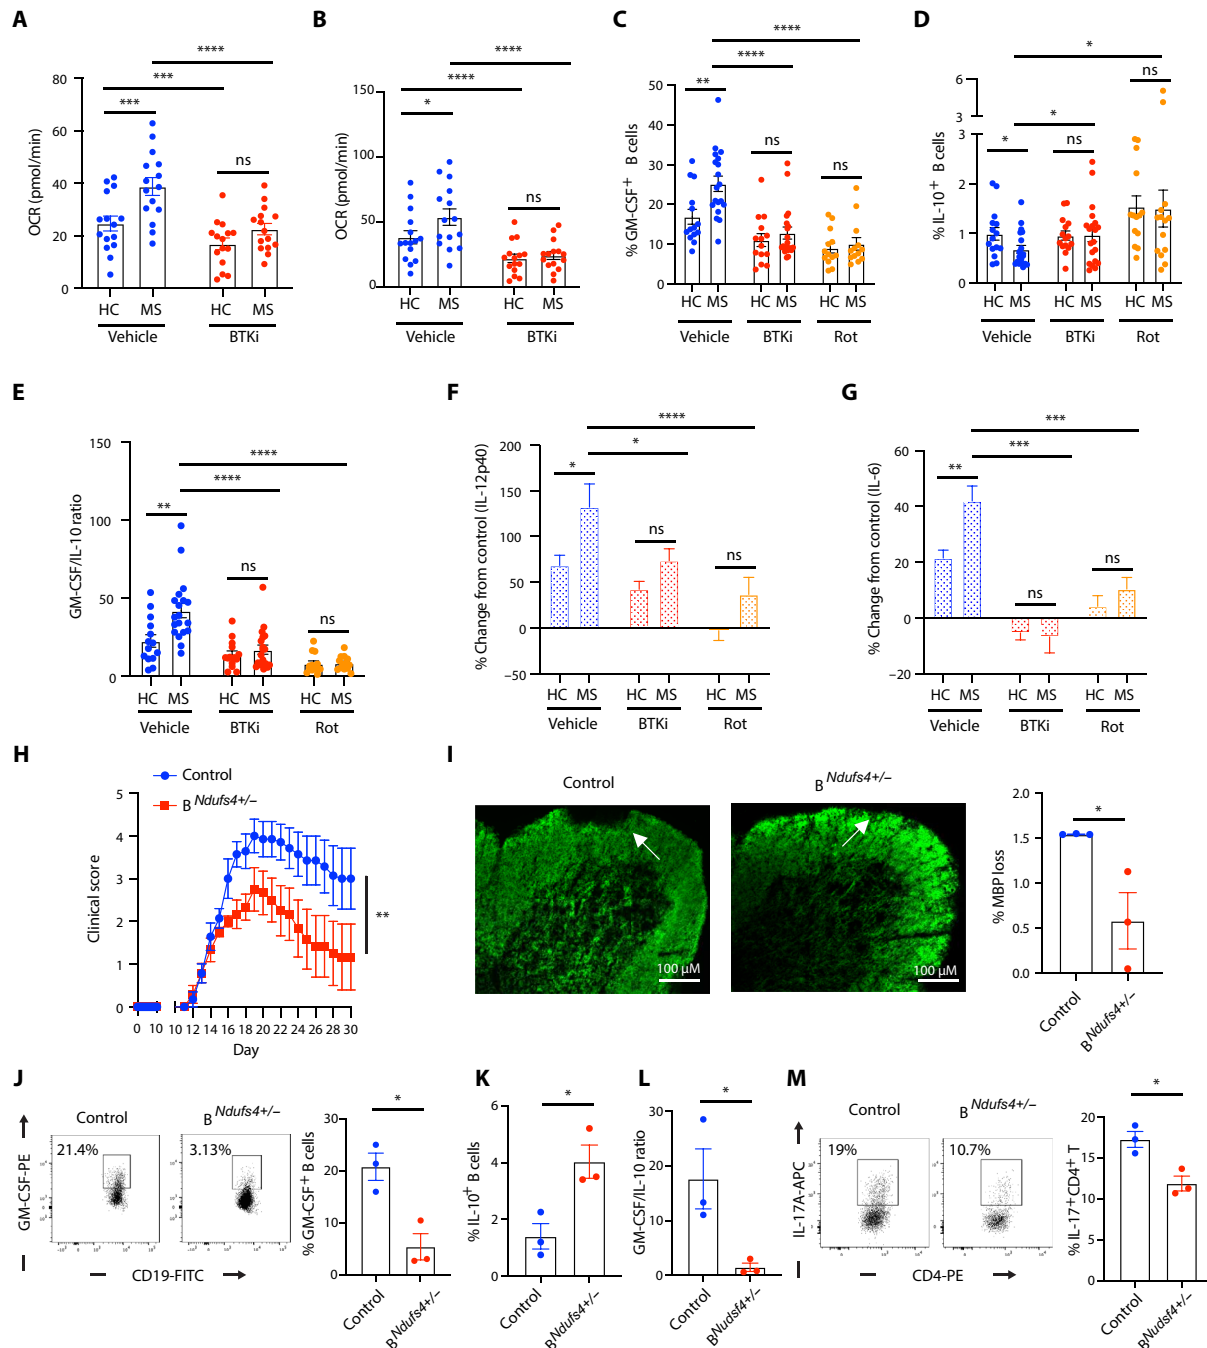 A
OCR (pmol/min)
80
60
40
20
0
****
***
***
ns
HC MS HC MS
Vehicle BTKi
B
OCR (pmol/min)
150
100
50
0
****
****
*
ns
HC MS HC MS
Vehicle BTKi
C
% GM-CSF+ B cells
50
40
30
20
10
0
****
****
**
ns
ns
HC MS HC MS HC MS
Vehicle BTKi Rot
D
% IL-10+ B cells
6
3
3
2
1
0
*
ns
*
*
ns
HC MS HC MS HC MS
Vehicle BTKi Rot
E
GM-CSF/IL-10 ratio
150
100
50
0
****
****
**
ns
ns
HC MS HC MS HC MS
Vehicle BTKi Rot
F
% Change from control (IL-12p40)
200
150
100
50
0
−50
****
*
*
ns
ns
HC MS HC MS HC MS
Vehicle BTKi Rot
G
% Change from control (IL-6)
60
40
20
0
−20
***
***
**
ns
ns
HC MS HC MS HC MS
Vehicle BTKi Rot
H
Control
B Ndufs4+/−
Clinical score
5
4
3
2
1
0
**
0 10 10 12 14 16 18 20 22 24 26 28 30
Day
I
Control
B Ndufs4+/−
100 µM
100 µM
% MBP loss
2.0
1.5
1.0
0.5
0.0
*
Control
B Ndufs4+/−
J
Control
B Ndufs4+/−
GM-CSF-PE
21.4%
3.13%
CD19-FITC
% GM-CSF+ B cells
30
20
10
0
*
Control
B Ndufs4+/−
K
% IL-10+ B cells
6
4
2
0
*
Control
B Ndufs4+/−
L
GM-CSF/IL-10 ratio
30
20
10
0
*
Control
B Nudsf4+/−
M
Control
B Ndufs4+/−
IL-17A-APC
19%
10.7%
CD4-PE
% IL-17+CD4+ T
20
15
10
5
0
*
Control
B Nudsf4+/−